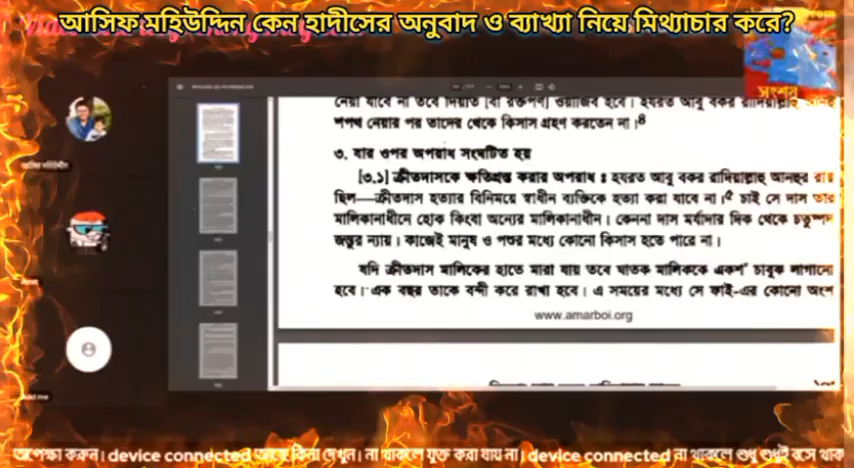 আসিফ মহিউদ্দিন কেন হাদীসের অনুবাদ ও ব্যাখ্যা নিয়ে মিথ্যাচার করে?
সংশয়
নেয়া যাবে না তবে দিয়াত [বা রক্তপণ] ওয়াজিব হবে। হযরত আবু বকর রাদিয়াল্লাহু আনহু
শপথ নেয়ার পর তাদের থেকে কিসাস গ্রহণ করতেন না।৪
৩. যার ওপর অপরাধ সংঘটিত হয়
[৩.১] ক্রীতদাসকে ক্ষতিগ্রস্ত করার অপরাধ : হযরত আবু বকর রাদিয়াল্লাহু আনহুর রায়
ছিল—ক্রীতদাস হত্যার বিনিময়ে স্বাধীন ব্যক্তিকে হত্যা করা যাবে না।৫ চাই সে দাস তার
মালিকানাধীনে হোক কিংবা অন্যের মালিকানাধীন। কেননা দাস মর্যাদার দিক থেকে চতুষ্পদ
জন্তুর ন্যায়। কাজেই মানুষ ও পশুর মধ্যে কোনো কিসাস হতে পারে না।
যদি ক্রীতদাস মালিকের হাতে মারা যায় তবে ঘাতক মালিককে একশ' চাবুক লাগানো
হবে। এক বছর তাকে বন্দী করে রাখা হবে। এ সময়ের মধ্যে সে ফাই-এর কোনো অংশ
www.amarboi.org
অপেক্ষা করুন। device connected আছে কিনা দেখুন। না থাকলে যুক্ত করা যায় না। device connected না থাকলে শুধু শুধুই বসে থাক